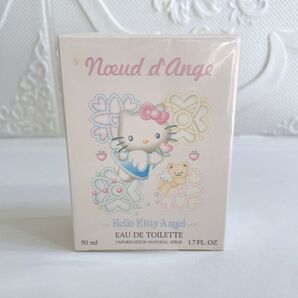 Nœud d'Ange
Hello Kitty Angel
EAU DE TOILETTE
VAPORISATEUR/NATURAL SPRAY
50 ml
1.7 FL. OZ